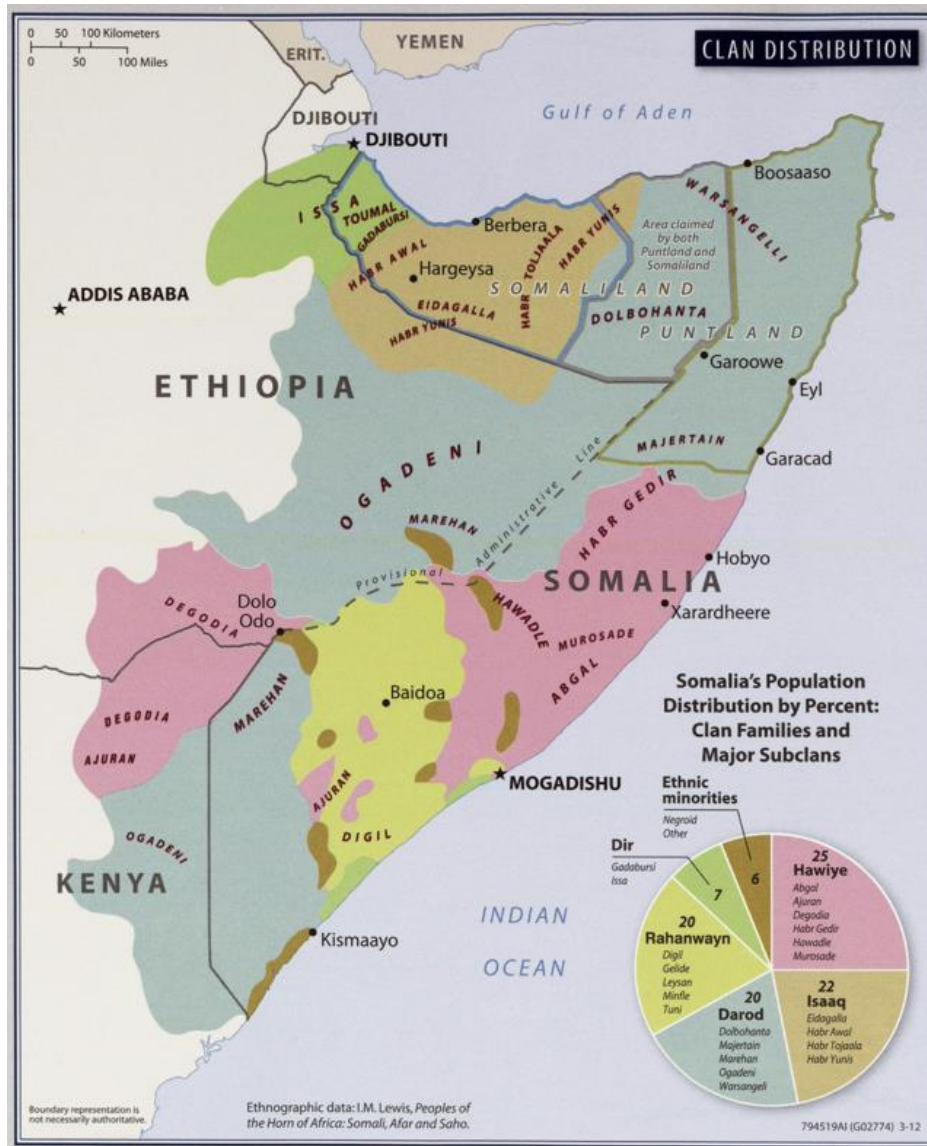 CLAN DISTRIBUTION
0 50 100 Kilometers
0 50 100 Miles
ERIT.
YEMEN
DJIBOUTI
DJIBOUTI
Gulf of Aden
Boosaaso
ISSA
TOUMAL
GADABURSI
Berbera
HABR AWAL
HABR TOLJAALA
HABR YUNIS
WARSANGELLI
Area claimed
by both
Puntland and
Somaliland
Hargeysa
SOMALILAND
EIDAGALLA
HABR YUNIS
DOLBOHANTA
PUNTLAND
ADDIS ABABA
Garoowe
ETHIOPIA
Eyl
MAJERTAIN
Garacad
OGADENI
Provisional Administrative Line
MAREHAN
HABR GEDIR
Hobyo
SOMALIA
Xarardheere
DEGODIA
Dolo
Odo
HAWADLE
MUROSADE
ABGAL
MAREHAN
Baidoa
DEGODIA
AJURAN
AJURAN
MOGADISHU
DIGIL
OGADENI
KENYA
Kismaayo
INDIAN
OCEAN
Somalia's Population
Distribution by Percent:
Clan Families and
Major Subclans
Ethnic
minorities
Negroid
Other
6
Dir
Gadabursi
Issa
7
25
Hawiye
Abgal
Ajuran
Degodia
Habr Gedir
Hawadle
Murosade
20
Rahanwayn
Digil
Gelide
Leysan
Mirifle
Tuni
22
Isaaq
Eidagalla
Habr Awal
Habr Tojaala
Habr Yunis
20
Darod
Dolbohanta
Majertain
Marehan
Ogadeni
Warsangeli
Boundary representation is
not necessarily authoritative.
Ethnographic data: I.M. Lewis, Peoples of
the Horn of Africa: Somali, Afar and Saho.
794519AI (G02774) 3-12